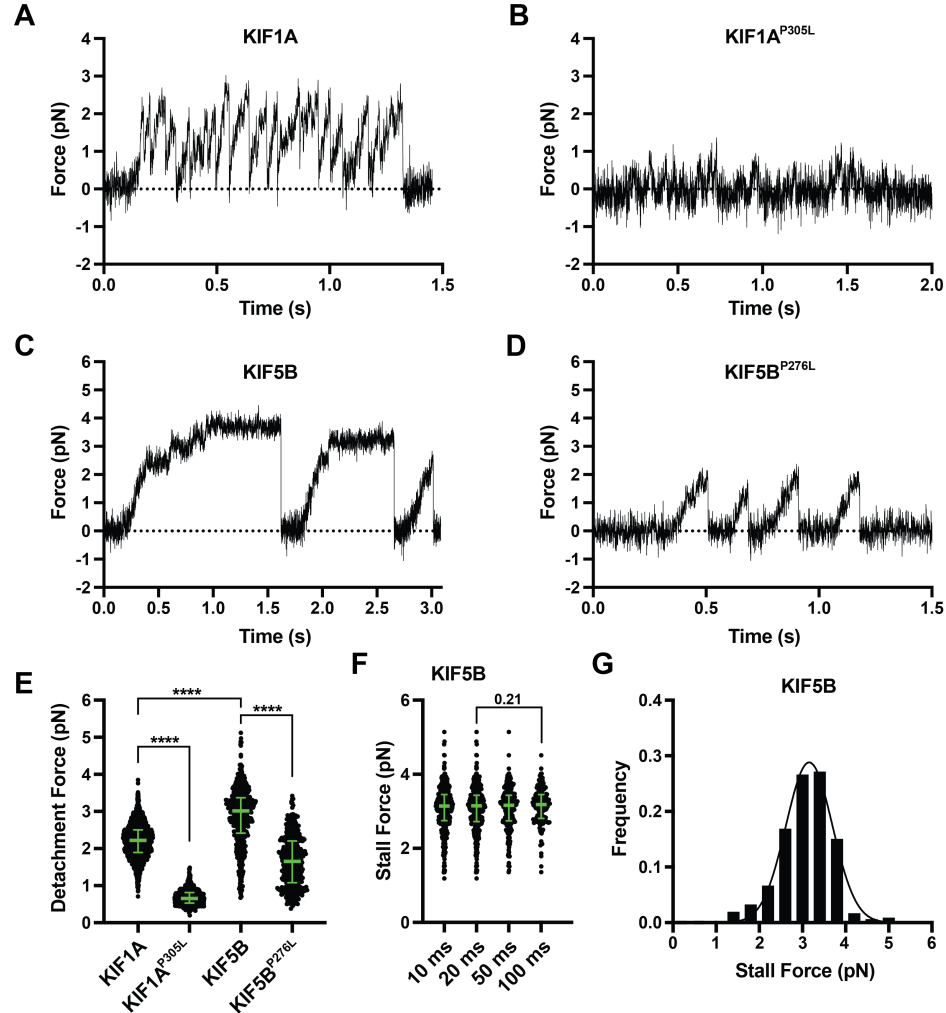 A
KIF1A
4
3
2
1
0
-1
-2
Force (pN)
0.0 0.5 1.0 1.5
Time (s)
B
KIF1A^P305L
4
3
2
1
0
-1
-2
Force (pN)
0.0 0.5 1.0 1.5 2.0
Time (s)
C
KIF5B
6
5
4
3
2
1
0
-1
-2
Force (pN)
0.0 0.5 1.0 1.5 2.0 2.5 3.0
Time (s)
D
KIF5B^P276L
6
5
4
3
2
1
0
-1
-2
Force (pN)
0.0 0.5 1.0 1.5
Time (s)
E
6
5
4
3
2
1
0
Detachment Force (pN)
****
****
****
KIF1A
KIF1A^P305L
KIF5B
KIF5B^P276L
F
KIF5B
6
4
2
0
Stall Force (pN)
0.21
10 ms
20 ms
50 ms
100 ms
G
KIF5B
0.4
0.3
0.2
0.1
0.0
Frequency
0 1 2 3 4 5 6
Stall Force (pN)